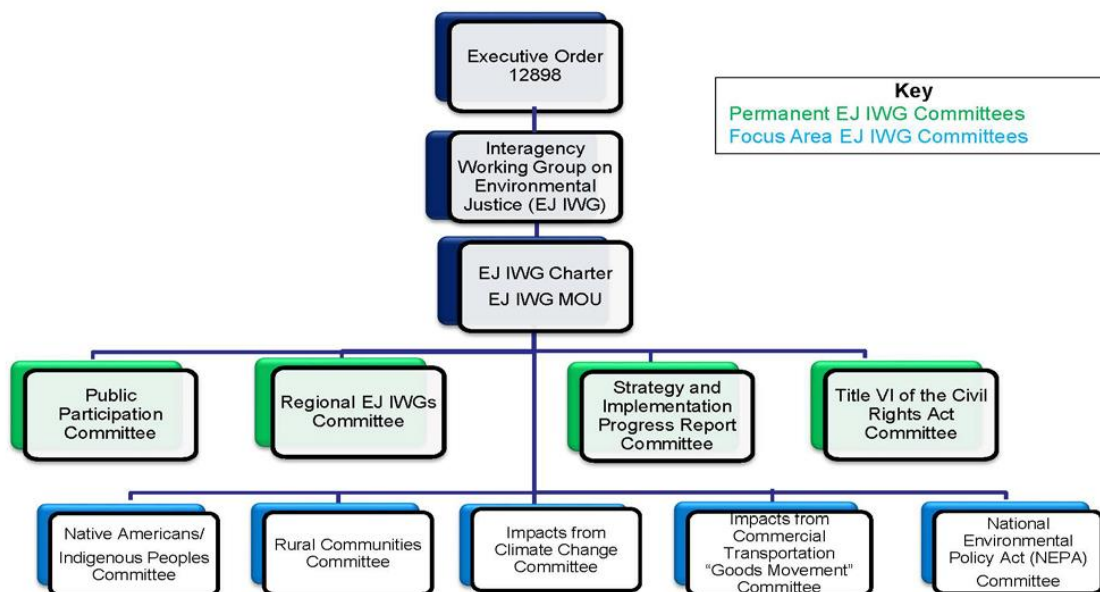 Executive Order
12898
Key
Permanent EJ IWG Committees
Focus Area EJ IWG Committees
Interagency
Working Group on
Environmental
Justice (EJ IWG)
EJ IWG Charter
EJ IWG MOU
Public
Participation
Committee
Regional EJ IWGs
Committee
Strategy and
Implementation
Progress Report
Committee
Title VI of the Civil
Rights Act
Committee
Native Americans/
Indigenous Peoples
Committee
Rural Communities
Committee
Impacts from
Climate Change
Committee
Impacts from
Commercial
Transportation
“Goods Movement”
Committee
National
Environmental
Policy Act (NEPA)
Committee